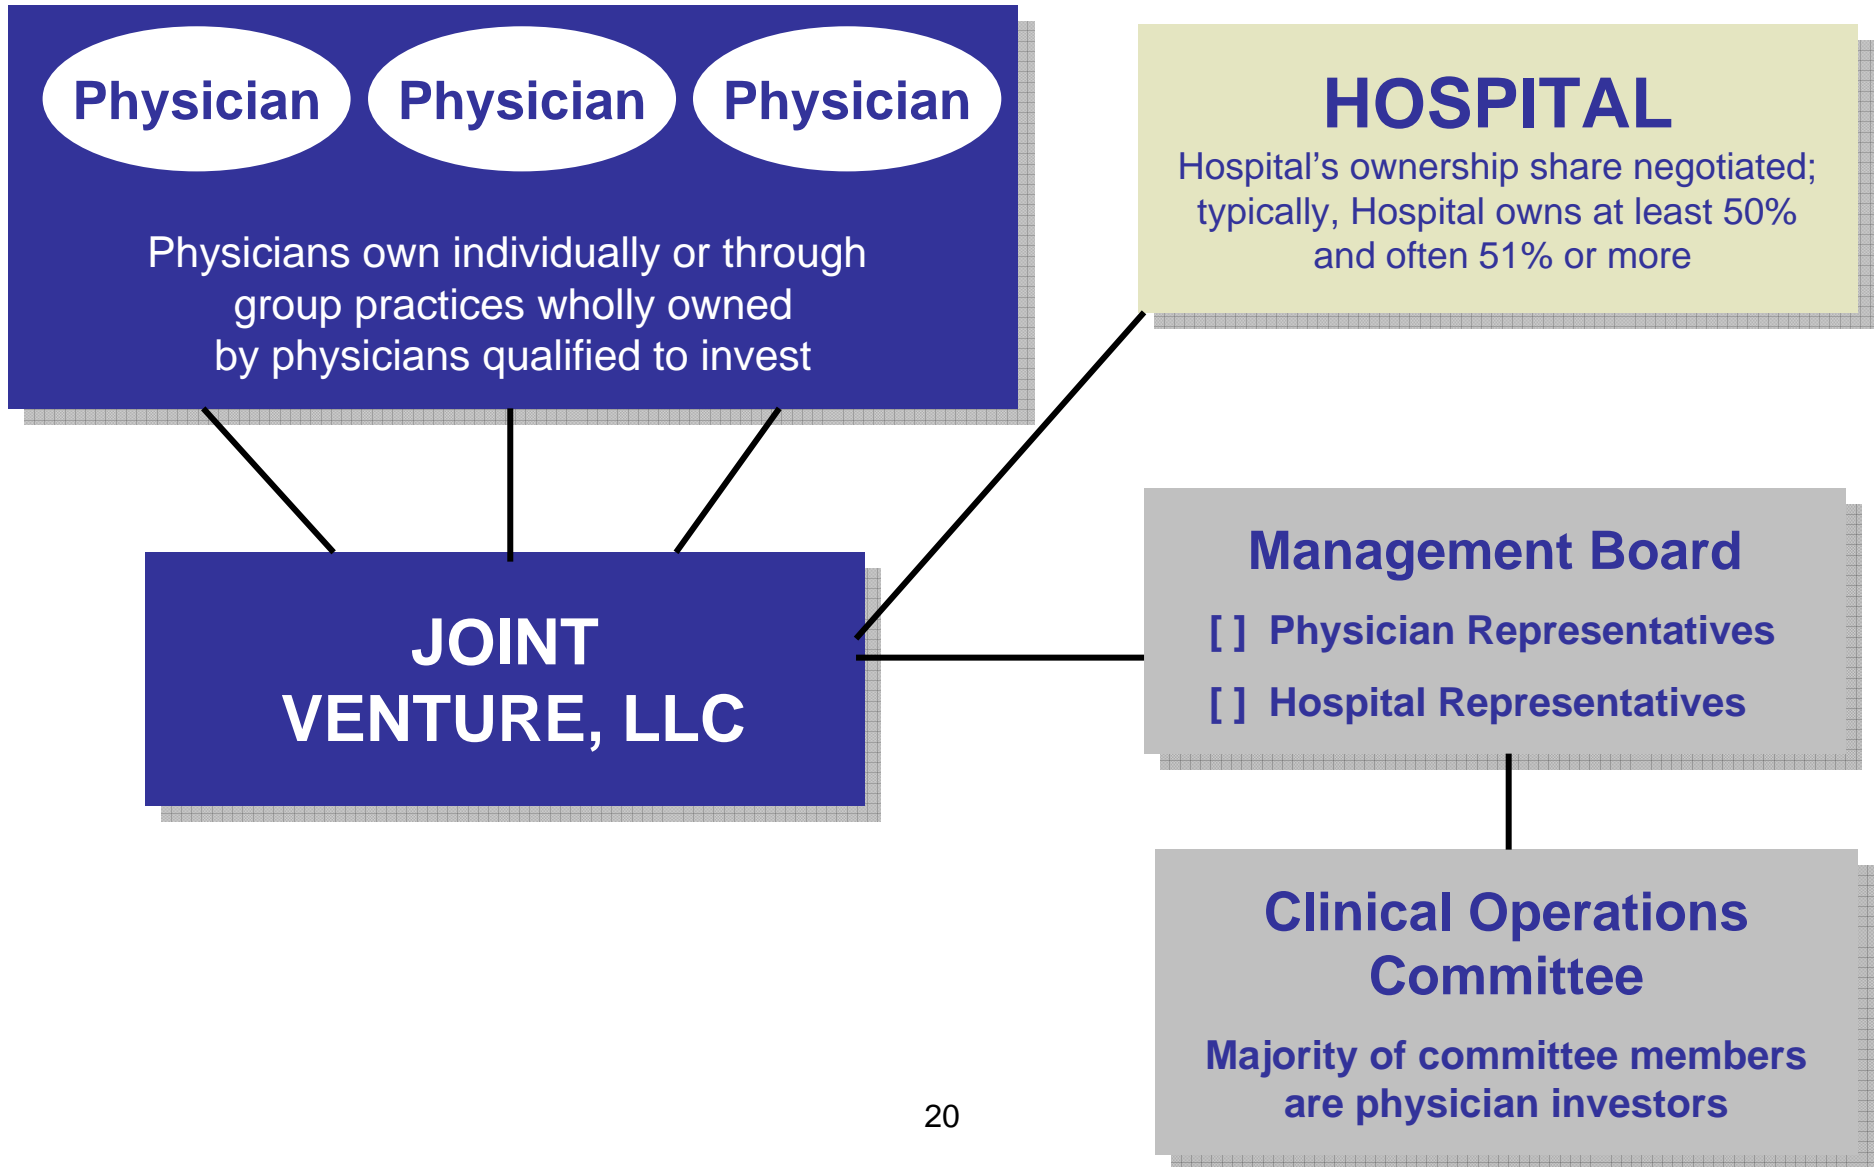 Physician Physician Physician
Physicians own individually or through
group practices wholly owned
by physicians qualified to invest
HOSPITAL
Hospital’s ownership share negotiated;
typically, Hospital owns at least 50%
and often 51% or more
JOINT
VENTURE, LLC
Management Board
[ ] Physician Representatives
[ ] Hospital Representatives
Clinical Operations
Committee
Majority of committee members
are physician investors
20